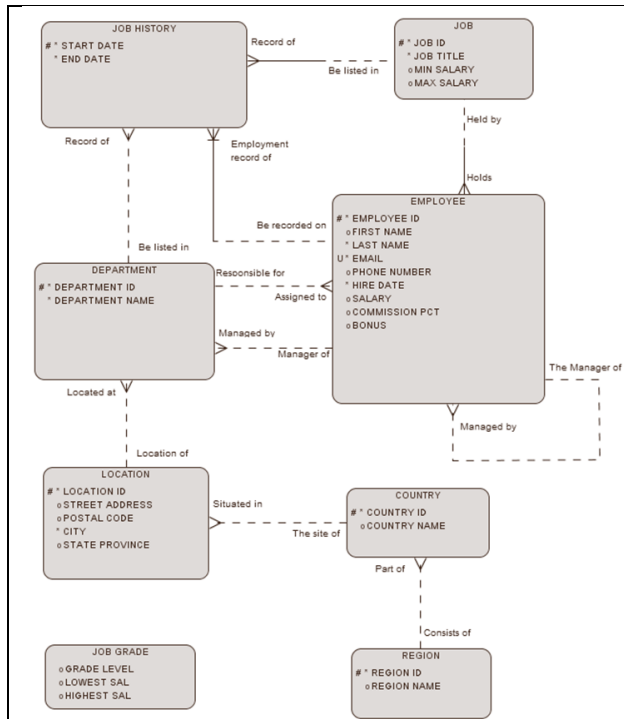 JOB HISTORY
# * START DATE
* END DATE
Record of
Be listed in
JOB
# * JOB ID
* JOB TITLE
o MIN SALARY
o MAX SALARY
Held by
Holds
Record of
Employment
record of
Be recorded on
Be listed in
EMPLOYEE
# * EMPLOYEE ID
o FIRST NAME
* LAST NAME
U * EMAIL
o PHONE NUMBER
* HIRE DATE
o SALARY
o COMMISSION PCT
o BONUS
DEPARTMENT
# * DEPARTMENT ID
* DEPARTMENT NAME
Responsible for
Assigned to
Managed by
Manager of
The Manager of
Managed by
Located at
Location of
LOCATION
# * LOCATION ID
o STREET ADDRESS
o POSTAL CODE
* CITY
o STATE PROVINCE
Situated in
The site of
COUNTRY
# * COUNTRY ID
o COUNTRY NAME
Part of
Consists of
JOB GRADE
o GRADE LEVEL
o LOWEST SAL
o HIGHEST SAL
REGION
# * REGION ID
o REGION NAME